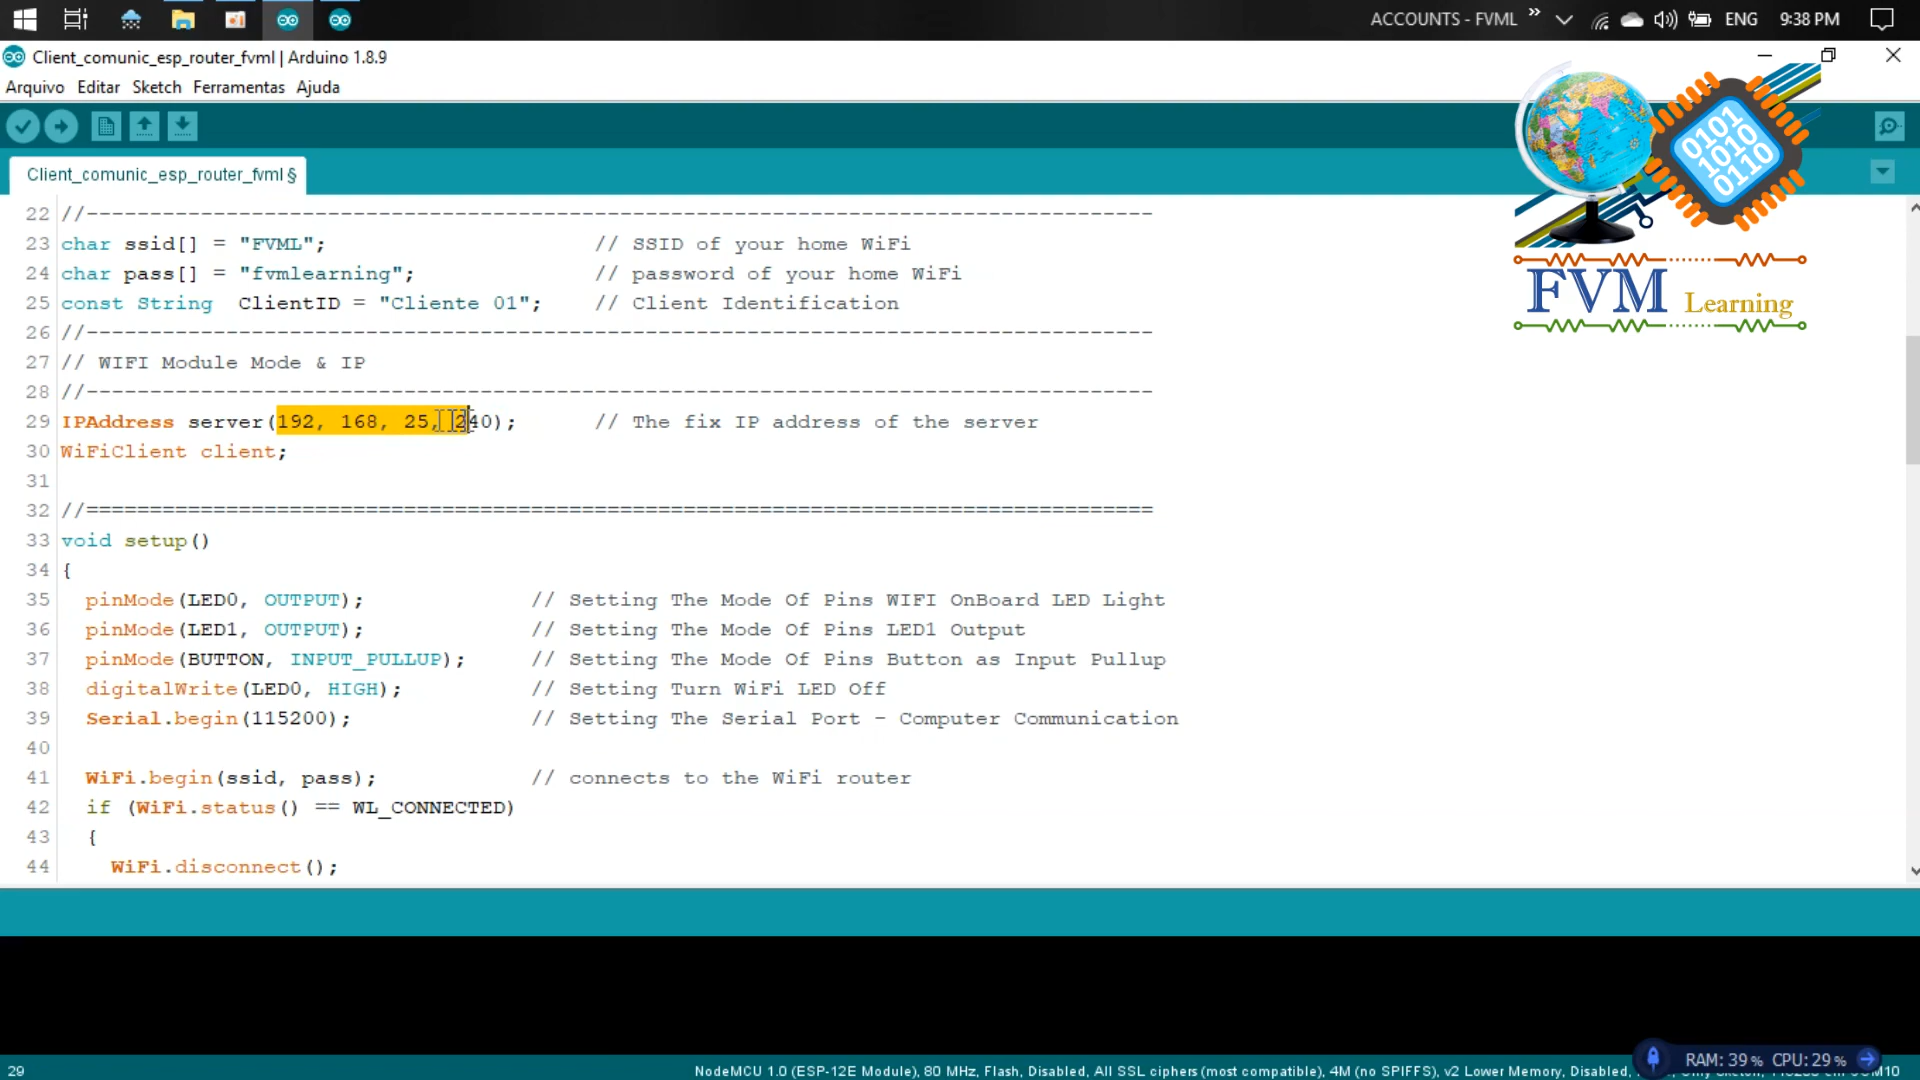 ACCOUNTS - FVML » ENG 9:38 PM
Client_comunic_esp_router_fvml | Arduino 1.8.9
Arquivo Editar Sketch Ferramentas Ajuda
Client_comunic_esp_router_fvml §
0101
1010
0110
FVM Learning
22 //------------------------------------------------------------------------------------
23 char ssid[] = "FVML"; // SSID of your home WiFi
24 char pass[] = "fvmlearning"; // password of your home WiFi
25 const String ClientID = "Cliente 01"; // Client Identification
26 //------------------------------------------------------------------------------------
27 // WIFI Module Mode & IP
28 //------------------------------------------------------------------------------------
29 IPAddress server(192, 168, 25, 240); // The fix IP address of the server
30 WiFiClient client;
31
32 //====================================================================================
33 void setup()
34 {
35 pinMode(LED0, OUTPUT); // Setting The Mode Of Pins WIFI OnBoard LED Light
36 pinMode(LED1, OUTPUT); // Setting The Mode Of Pins LED1 Output
37 pinMode(BUTTON, INPUT_PULLUP); // Setting The Mode Of Pins Button as Input Pullup
38 digitalWrite(LED0, HIGH); // Setting Turn WiFi LED Off
39 Serial.begin(115200); // Setting The Serial Port - Computer Communication
40
41 WiFi.begin(ssid, pass); // connects to the WiFi router
42 if (WiFi.status() == WL_CONNECTED)
43 {
44 WiFi.disconnect();
RAM: 39 % CPU: 29 %
29 NodeMCU 1.0 (ESP-12E Module), 80 MHz, Flash, Disabled, All SSL ciphers (most compatible), 4M (no SPIFFS), v2 Lower Memory, Disabled,